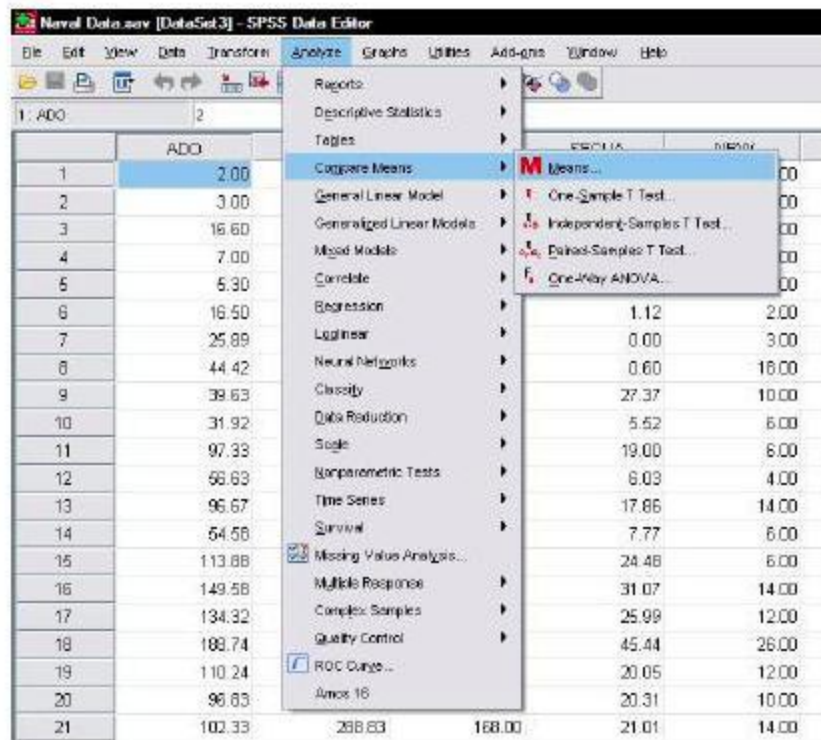 Naval Data.sav [DataSet3] - SPSS Data Editor
File Edit View Data Transform Analyze Graphs Utilities Add-ons Window Help
1 : ADO 2
ADO
1 2.00
2 3.00
3 16.60
4 7.00
5 5.30
6 16.50 1.12 2.00
7 25.89 0.00 3.00
8 44.42 0.60 18.00
9 39.63 27.37 10.00
10 31.92 5.52 6.00
11 97.33 19.00 6.00
12 56.63 6.03 4.00
13 96.67 17.86 14.00
14 54.58 7.77 6.00
15 113.88 24.48 6.00
16 149.58 31.07 14.00
17 134.32 25.99 12.00
18 188.74 45.44 26.00
19 110.24 20.05 12.00
20 96.83 20.31 10.00
21 102.33 288.83 168.00 21.01 14.00
Reports
Descriptive Statistics
Tables
Compare Means
General Linear Model
Generalized Linear Models
Mixed Models
Correlate
Regression
Loglinear
Neural Networks
Classify
Data Reduction
Scale
Nonparametric Tests
Time Series
Survival
Missing Value Analysis...
Multiple Response
Complex Samples
Quality Control
ROC Curve...
Amos 16
M Means...
One-Sample T Test...
Independent-Samples T Test...
Paired-Samples T Test...
One-Way ANOVA...